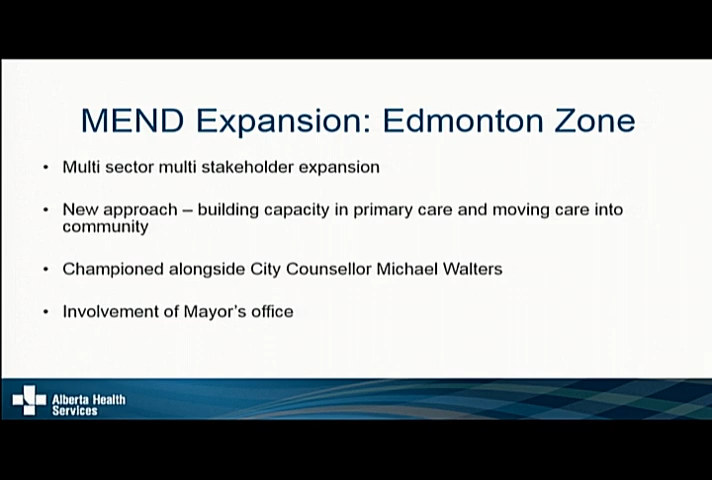 MEND Expansion: Edmonton Zone
• Multi sector multi stakeholder expansion
• New approach – building capacity in primary care and moving care into
community
• Championed alongside City Counsellor Michael Walters
• Involvement of Mayor's office
Alberta Health
Services